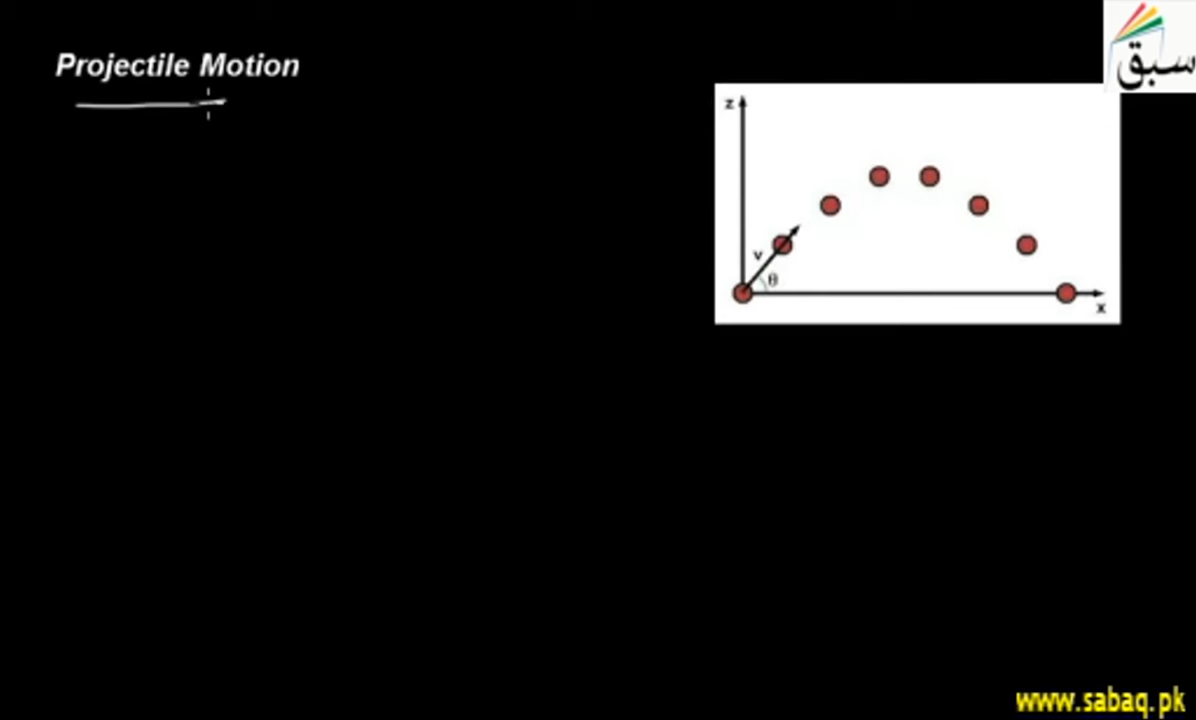 Projectile Motion
سبق
z
v
θ
x
www.sabaq.pk